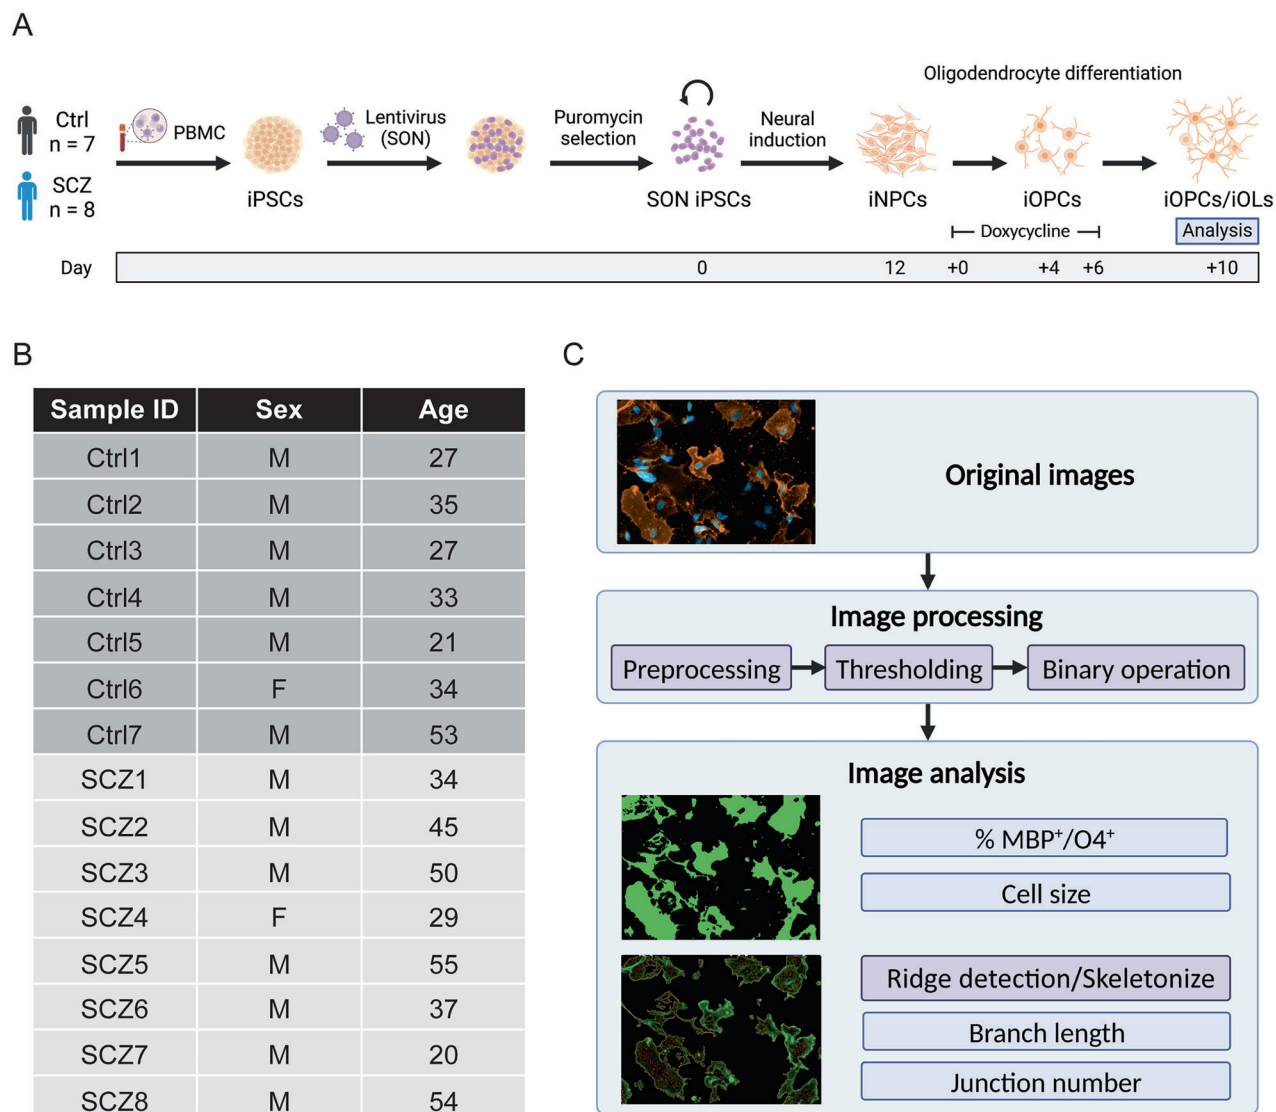 A
Oligodendrocyte differentiation
Ctrl
n = 7
SCZ
n = 8
PBMC
Lentivirus
(SON)
Puromycin
selection
Neural
induction
iPSCs
SON iPSCs
iNPCs
iOPCs
iOPCs/iOLs
Doxycycline
Analysis
Day
0 12 +0 +4 +6 +10
B
Sample ID Sex Age
Ctrl1 M 27
Ctrl2 M 35
Ctrl3 M 27
Ctrl4 M 33
Ctrl5 M 21
Ctrl6 F 34
Ctrl7 M 53
SCZ1 M 34
SCZ2 M 45
SCZ3 M 50
SCZ4 F 29
SCZ5 M 55
SCZ6 M 37
SCZ7 M 20
SCZ8 M 54
C
Original images
Image processing
Preprocessing Thresholding Binary operation
Image analysis
% MBP⁺/O4⁺
Cell size
Ridge detection/Skeletonize
Branch length
Junction number